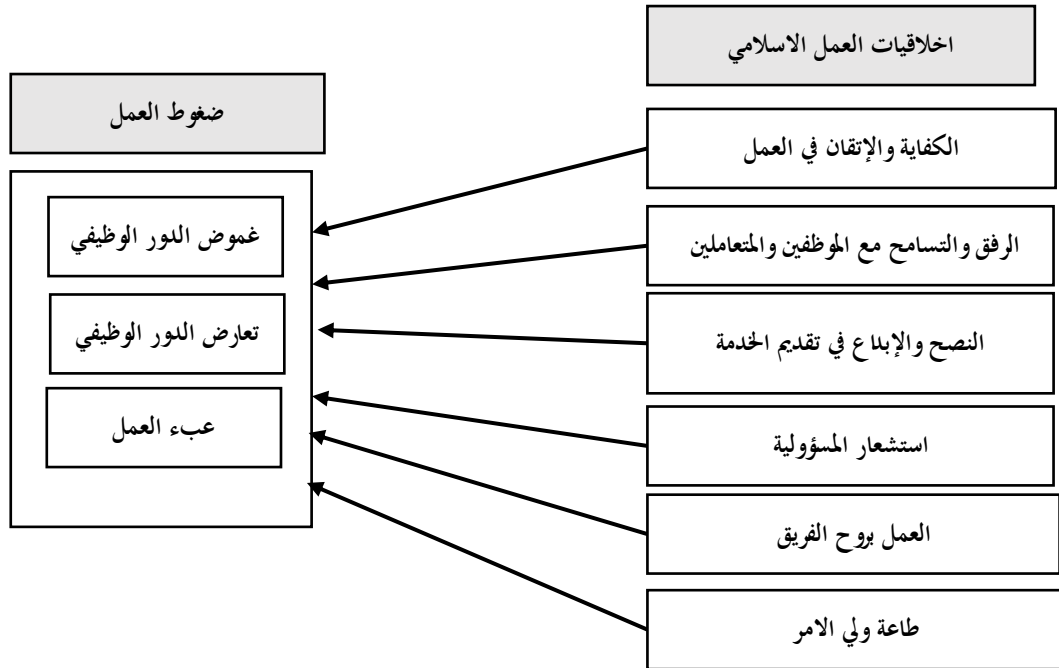 اخلاقيات العمل الاسلامي
ضغوط العمل
الكفاية والإتقان في العمل
الرفق والتسامح مع الموظفين والمتعاملين
النصح والإبداع في تقديم الخدمة
استشعار المسؤولية
العمل بروح الفريق
طاعة ولي الامر
غموض الدور الوظيفي
تعارض الدور الوظيفي
عبء العمل